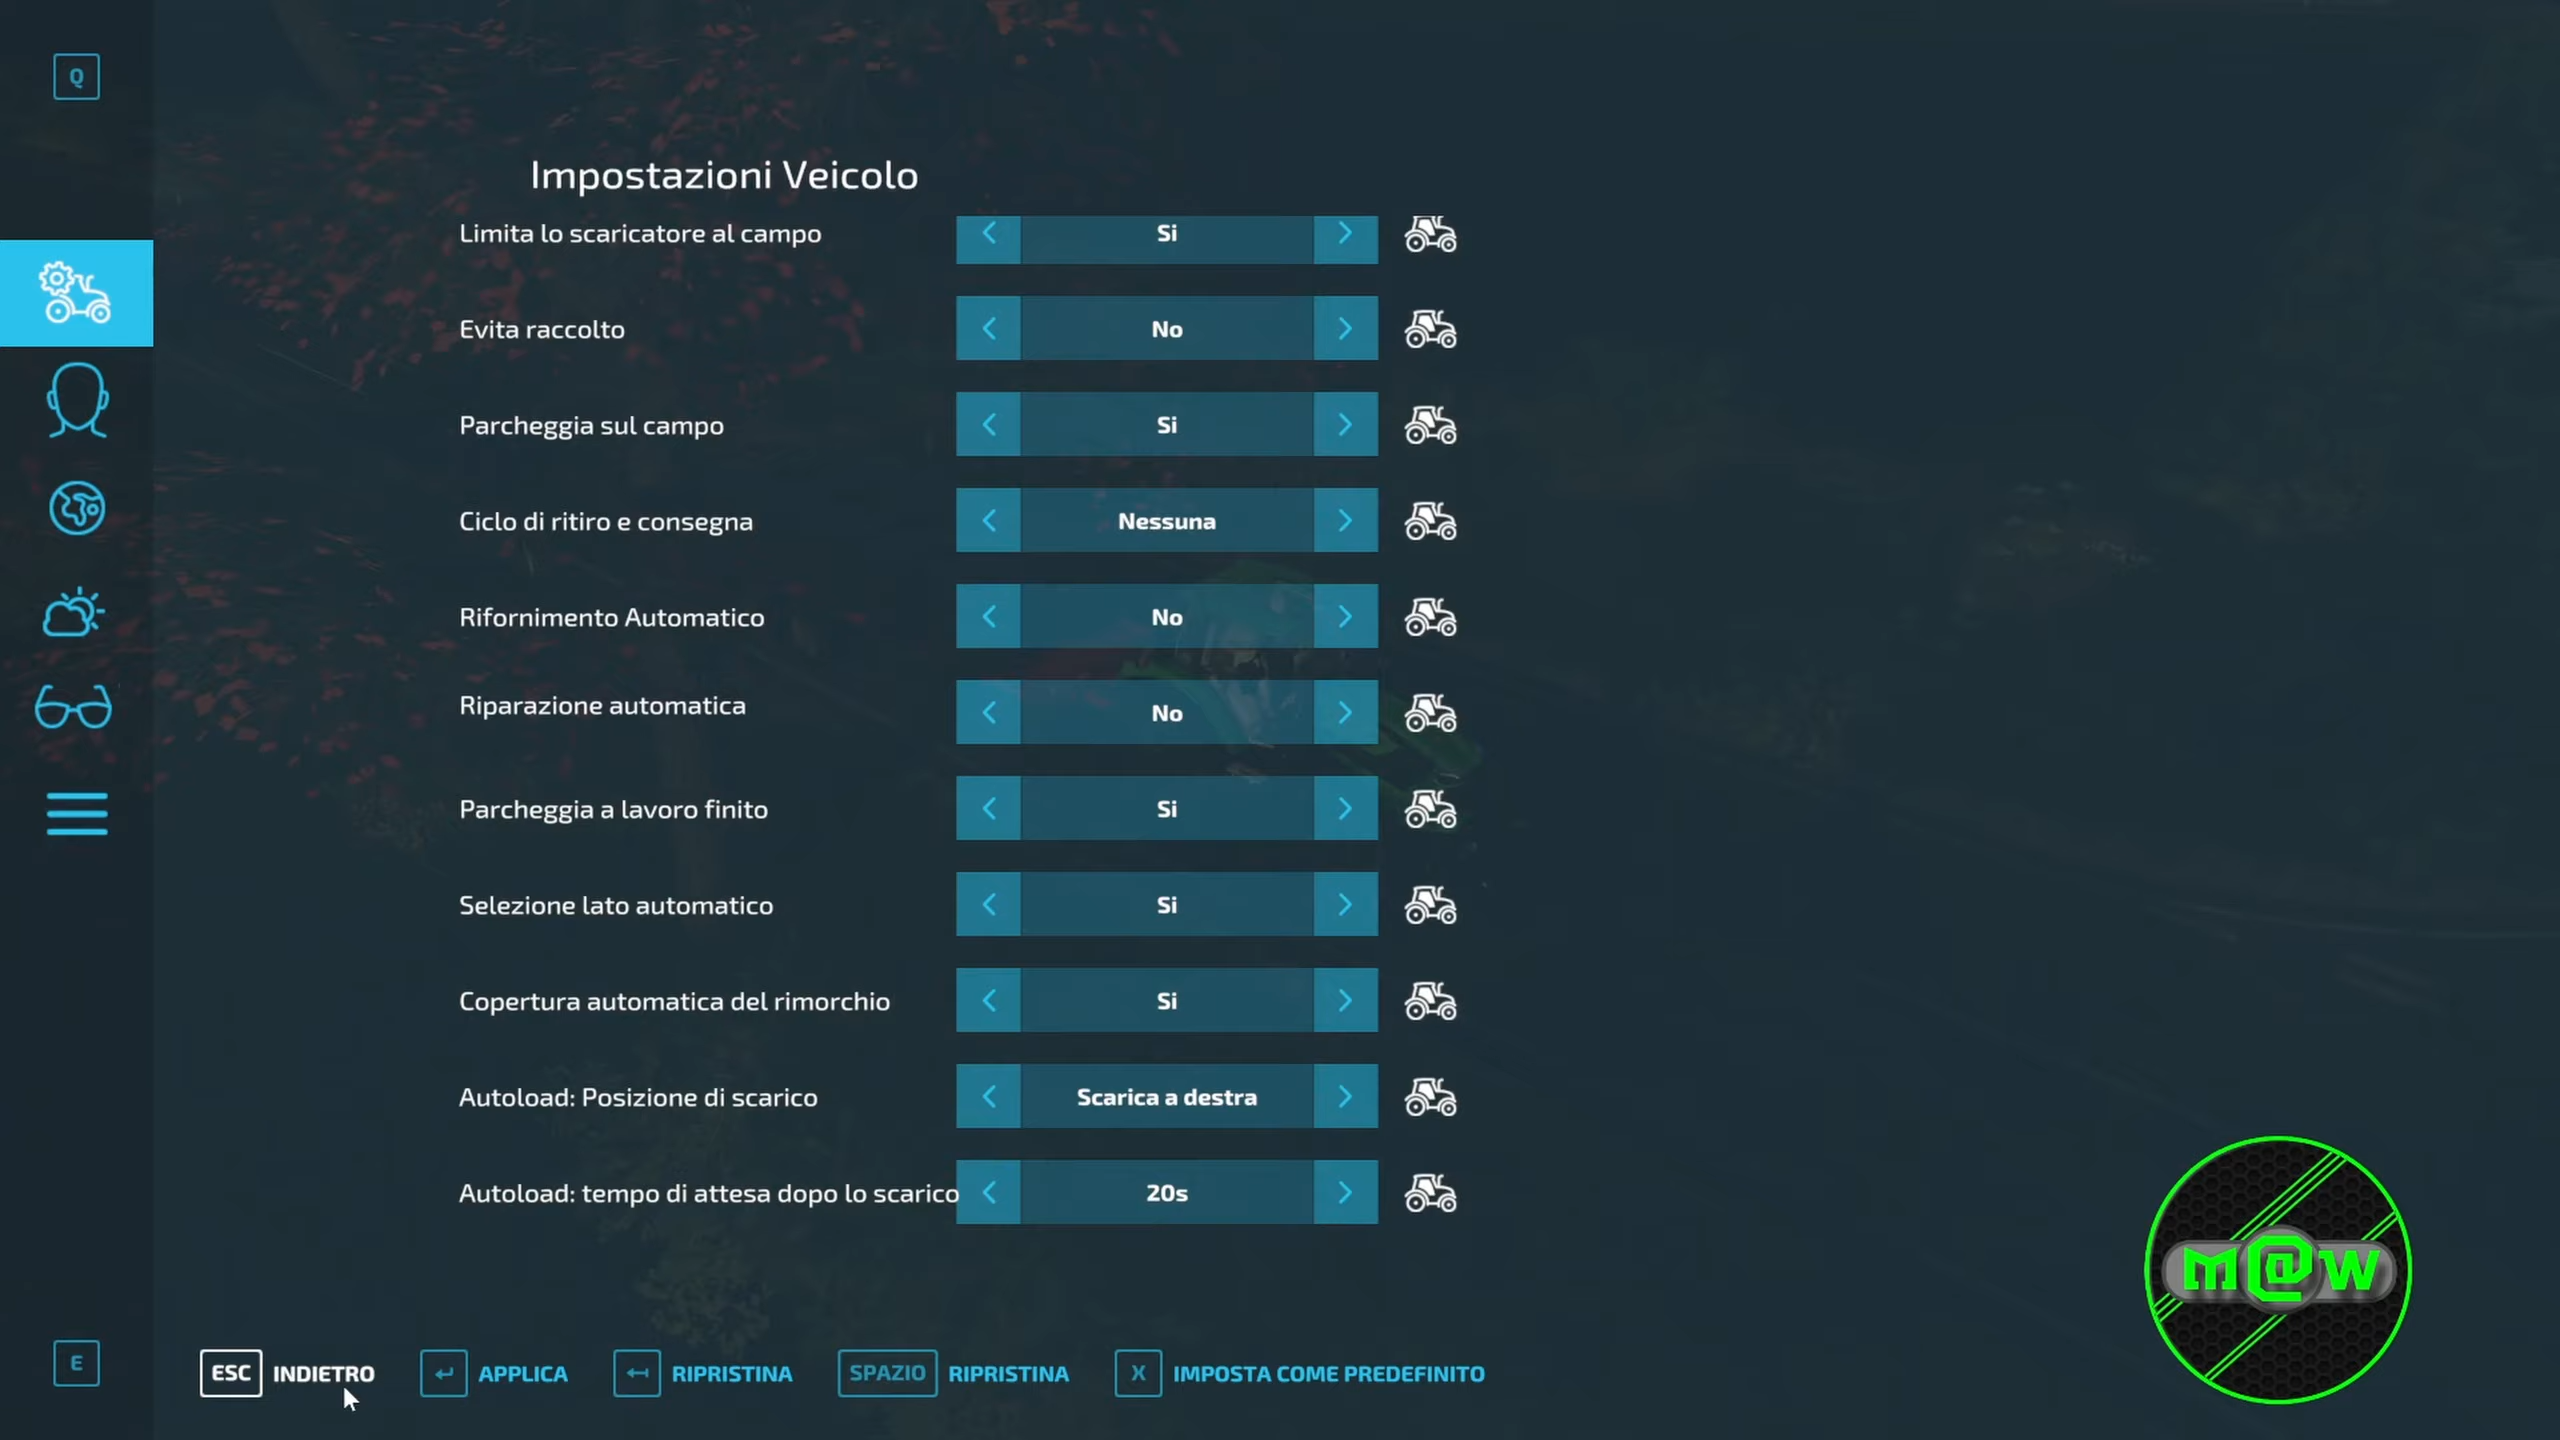 Q
Impostazioni Veicolo
Limita lo scaricatore al campo Si
Evita raccolto No
Parcheggia sul campo Si
Ciclo di ritiro e consegna Nessuna
Rifornimento Automatico No
Riparazione automatica No
Parcheggia a lavoro finito Si
Selezione lato automatico Si
Copertura automatica del rimorchio Si
Autoload: Posizione di scarico Scarica a destra
Autoload: tempo di attesa dopo lo scarico 20s
m@w
E ESC INDIETRO APPLICA RIPRISTINA SPAZIO RIPRISTINA X IMPOSTA COME PREDEFINITO